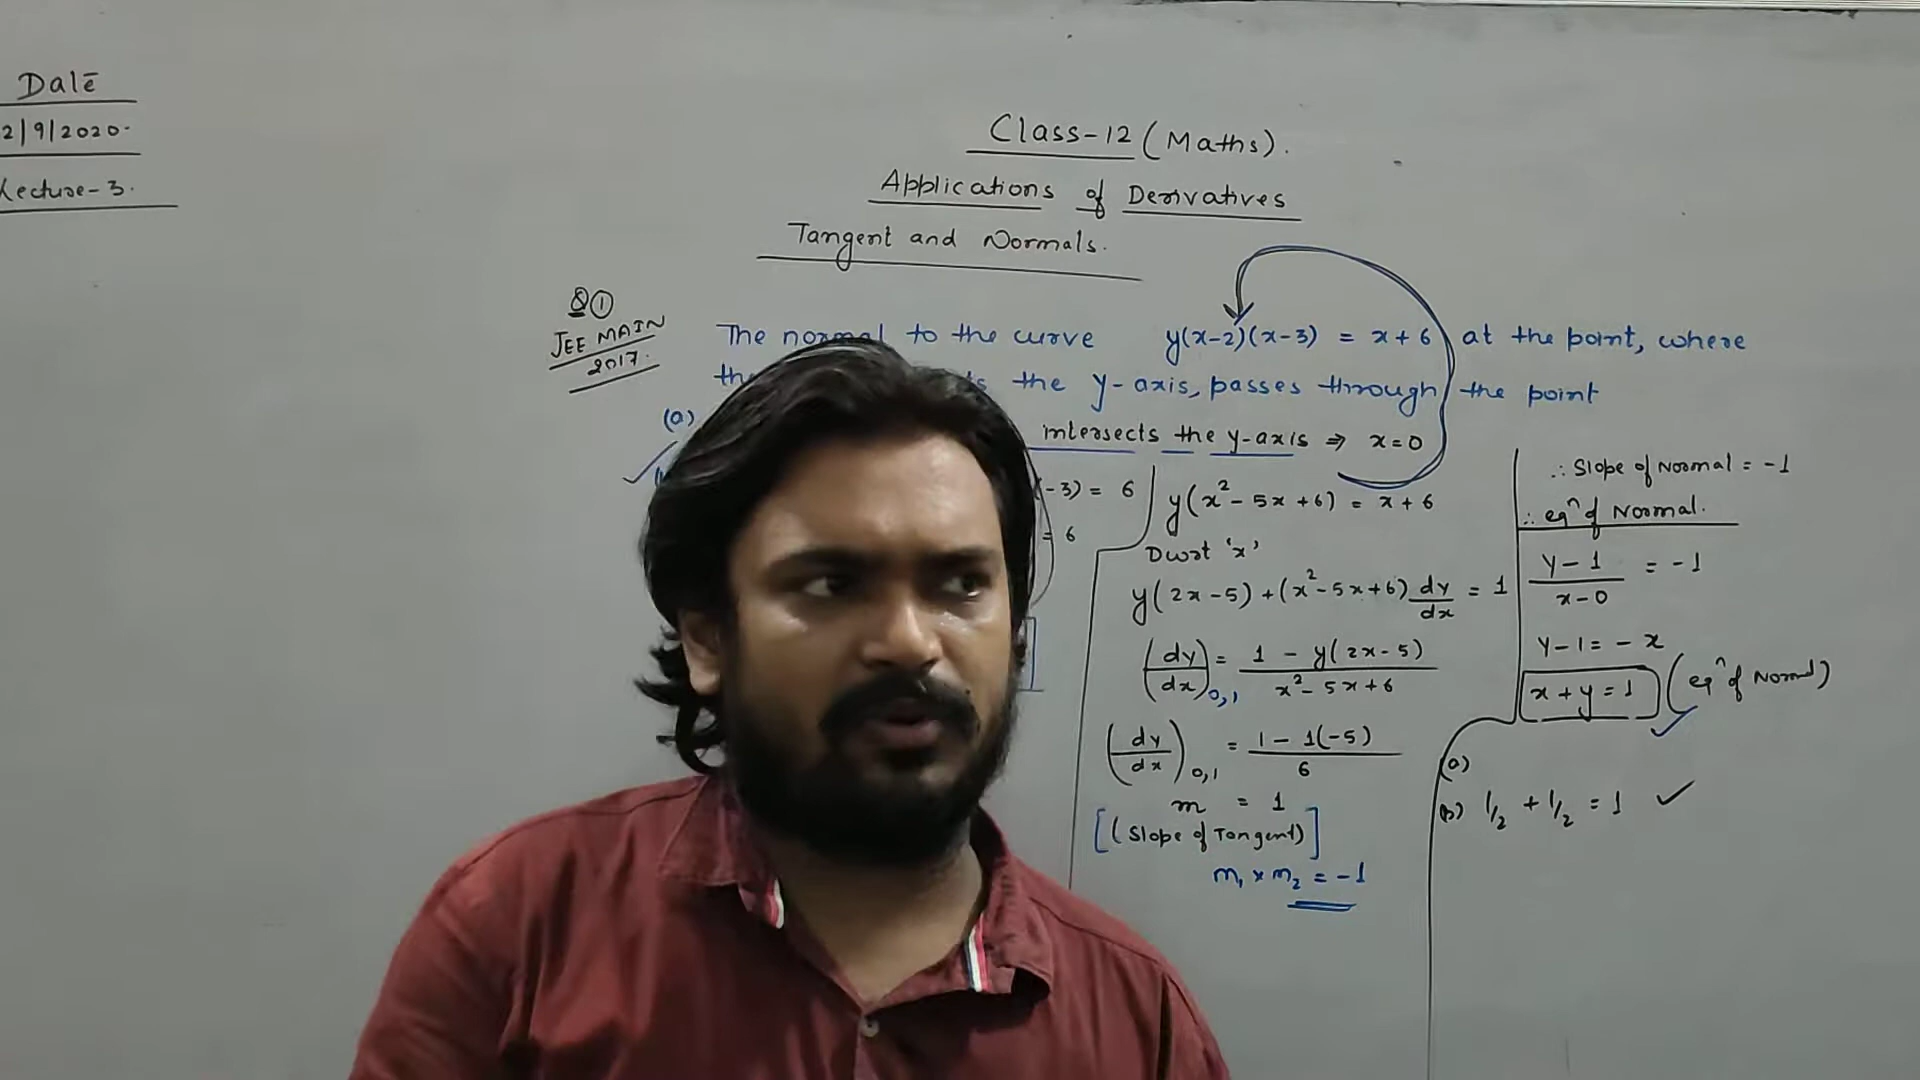 Date
2/9/2020.
Lecture-3.
Class-12 (Maths).
Applications of Derivatives
Tangent and Normals.
Q ①
JEE MAIN
2017.
The normal to the curve y(x-2)(x-3) = x+6 at the point, where
the y-axis, passes through the point
(a)
intersects the y-axis ⇒ x=0
-3) = 6
= 6
y(x²-5x+6) = x+6
Dwrt 'x'
y(2x-5)+(x²-5x+6) dy/dx = 1
(dy/dx)0,1 = 1 - y(2x-5) / x²-5x+6
(dy/dx)0,1 = 1 - 1(-5) / 6
m = 1
[(Slope of Tangent)]
m₁ × m₂ = -1
∴ Slope of Normal = -1
∴ eqⁿ of Normal.
y-1 / x-0 = -1
y-1 = -x
x+y=1 (eqⁿ of Normal)
(a)
(b) 1/2 + 1/2 = 1 ✓